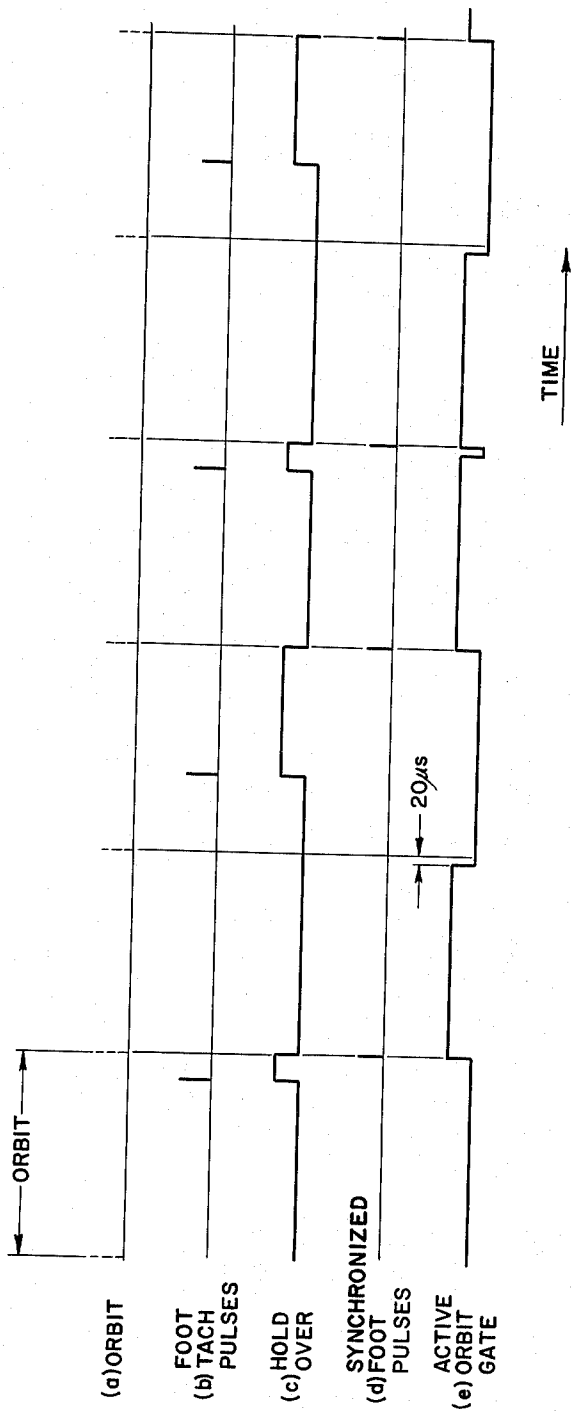 ORBIT
(a) ORBIT
FOOT
(b) TACH
PULSES
(c) HOLD
OVER
SYNCHRONIZED
(d) FOOT
PULSES
ACTIVE
(e) ORBIT
GATE
20μs
TIME